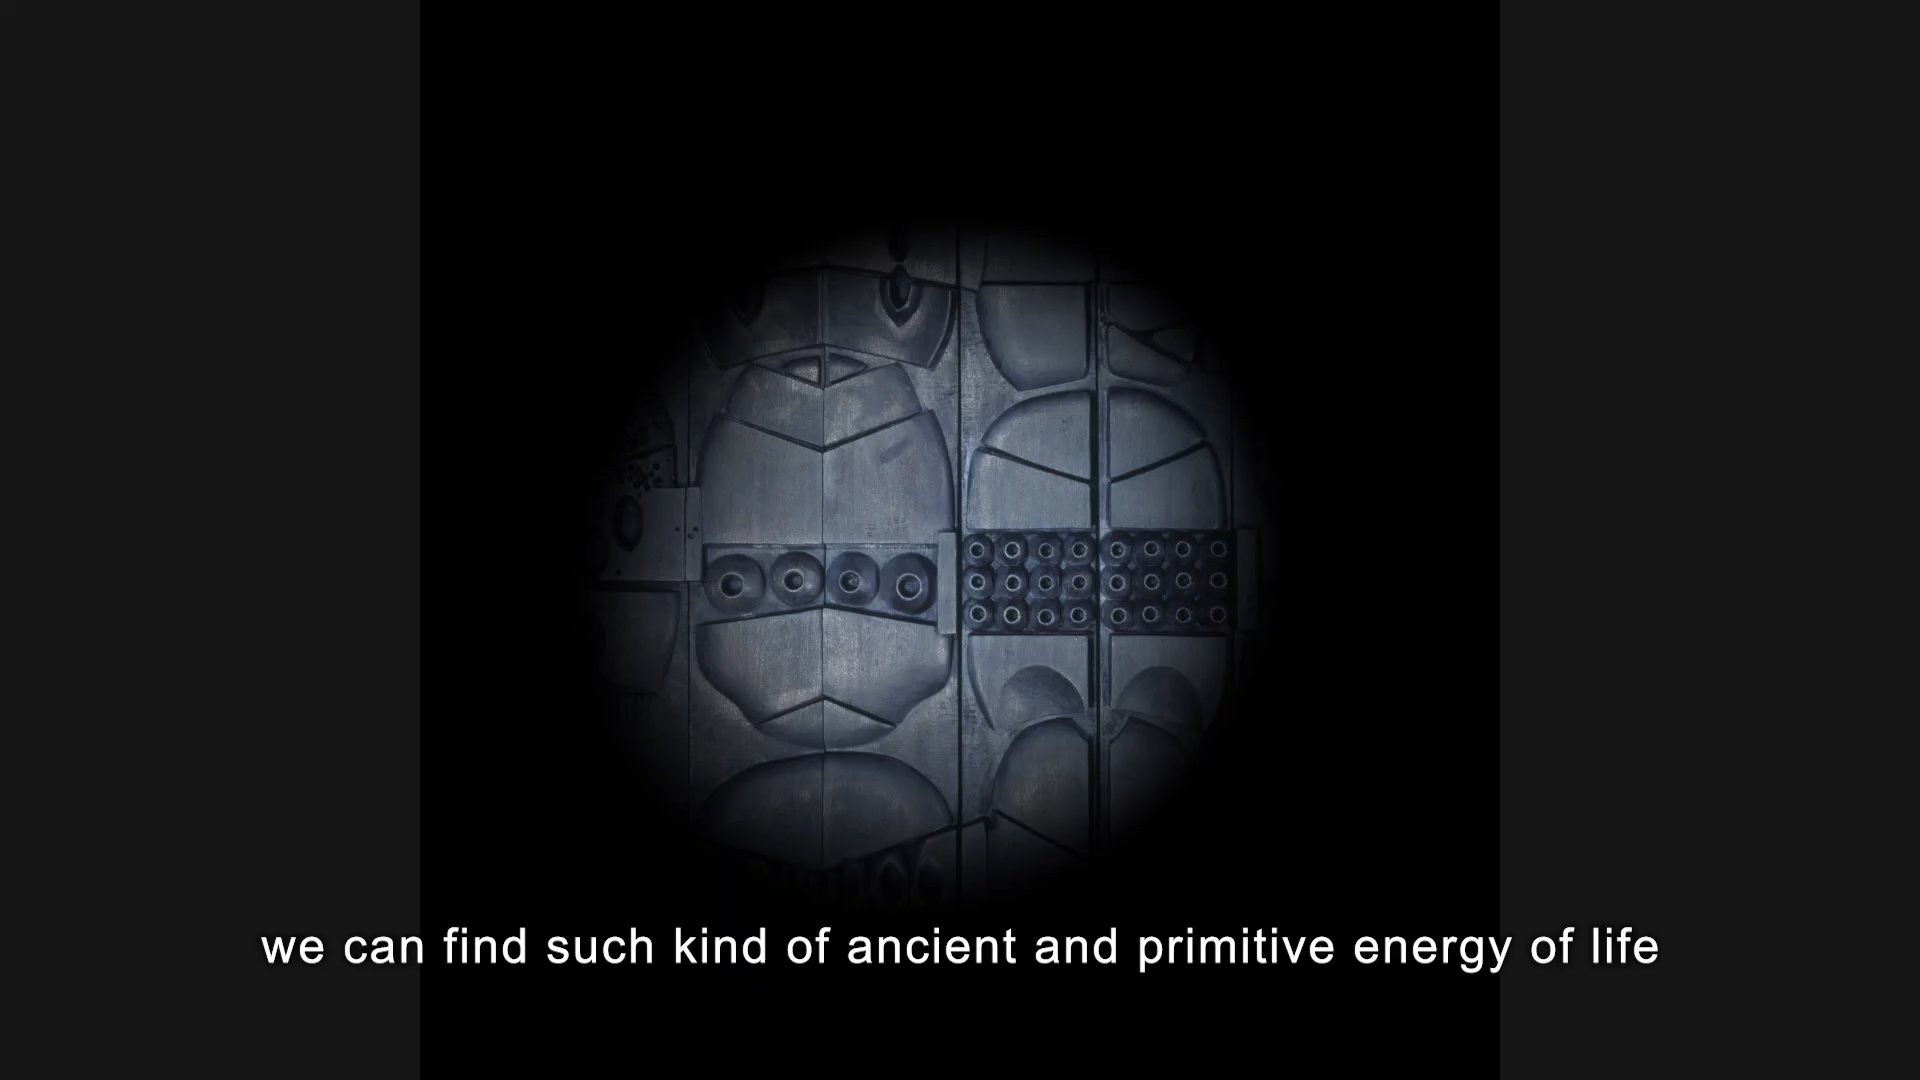 we can find such kind of ancient and primitive energy of life